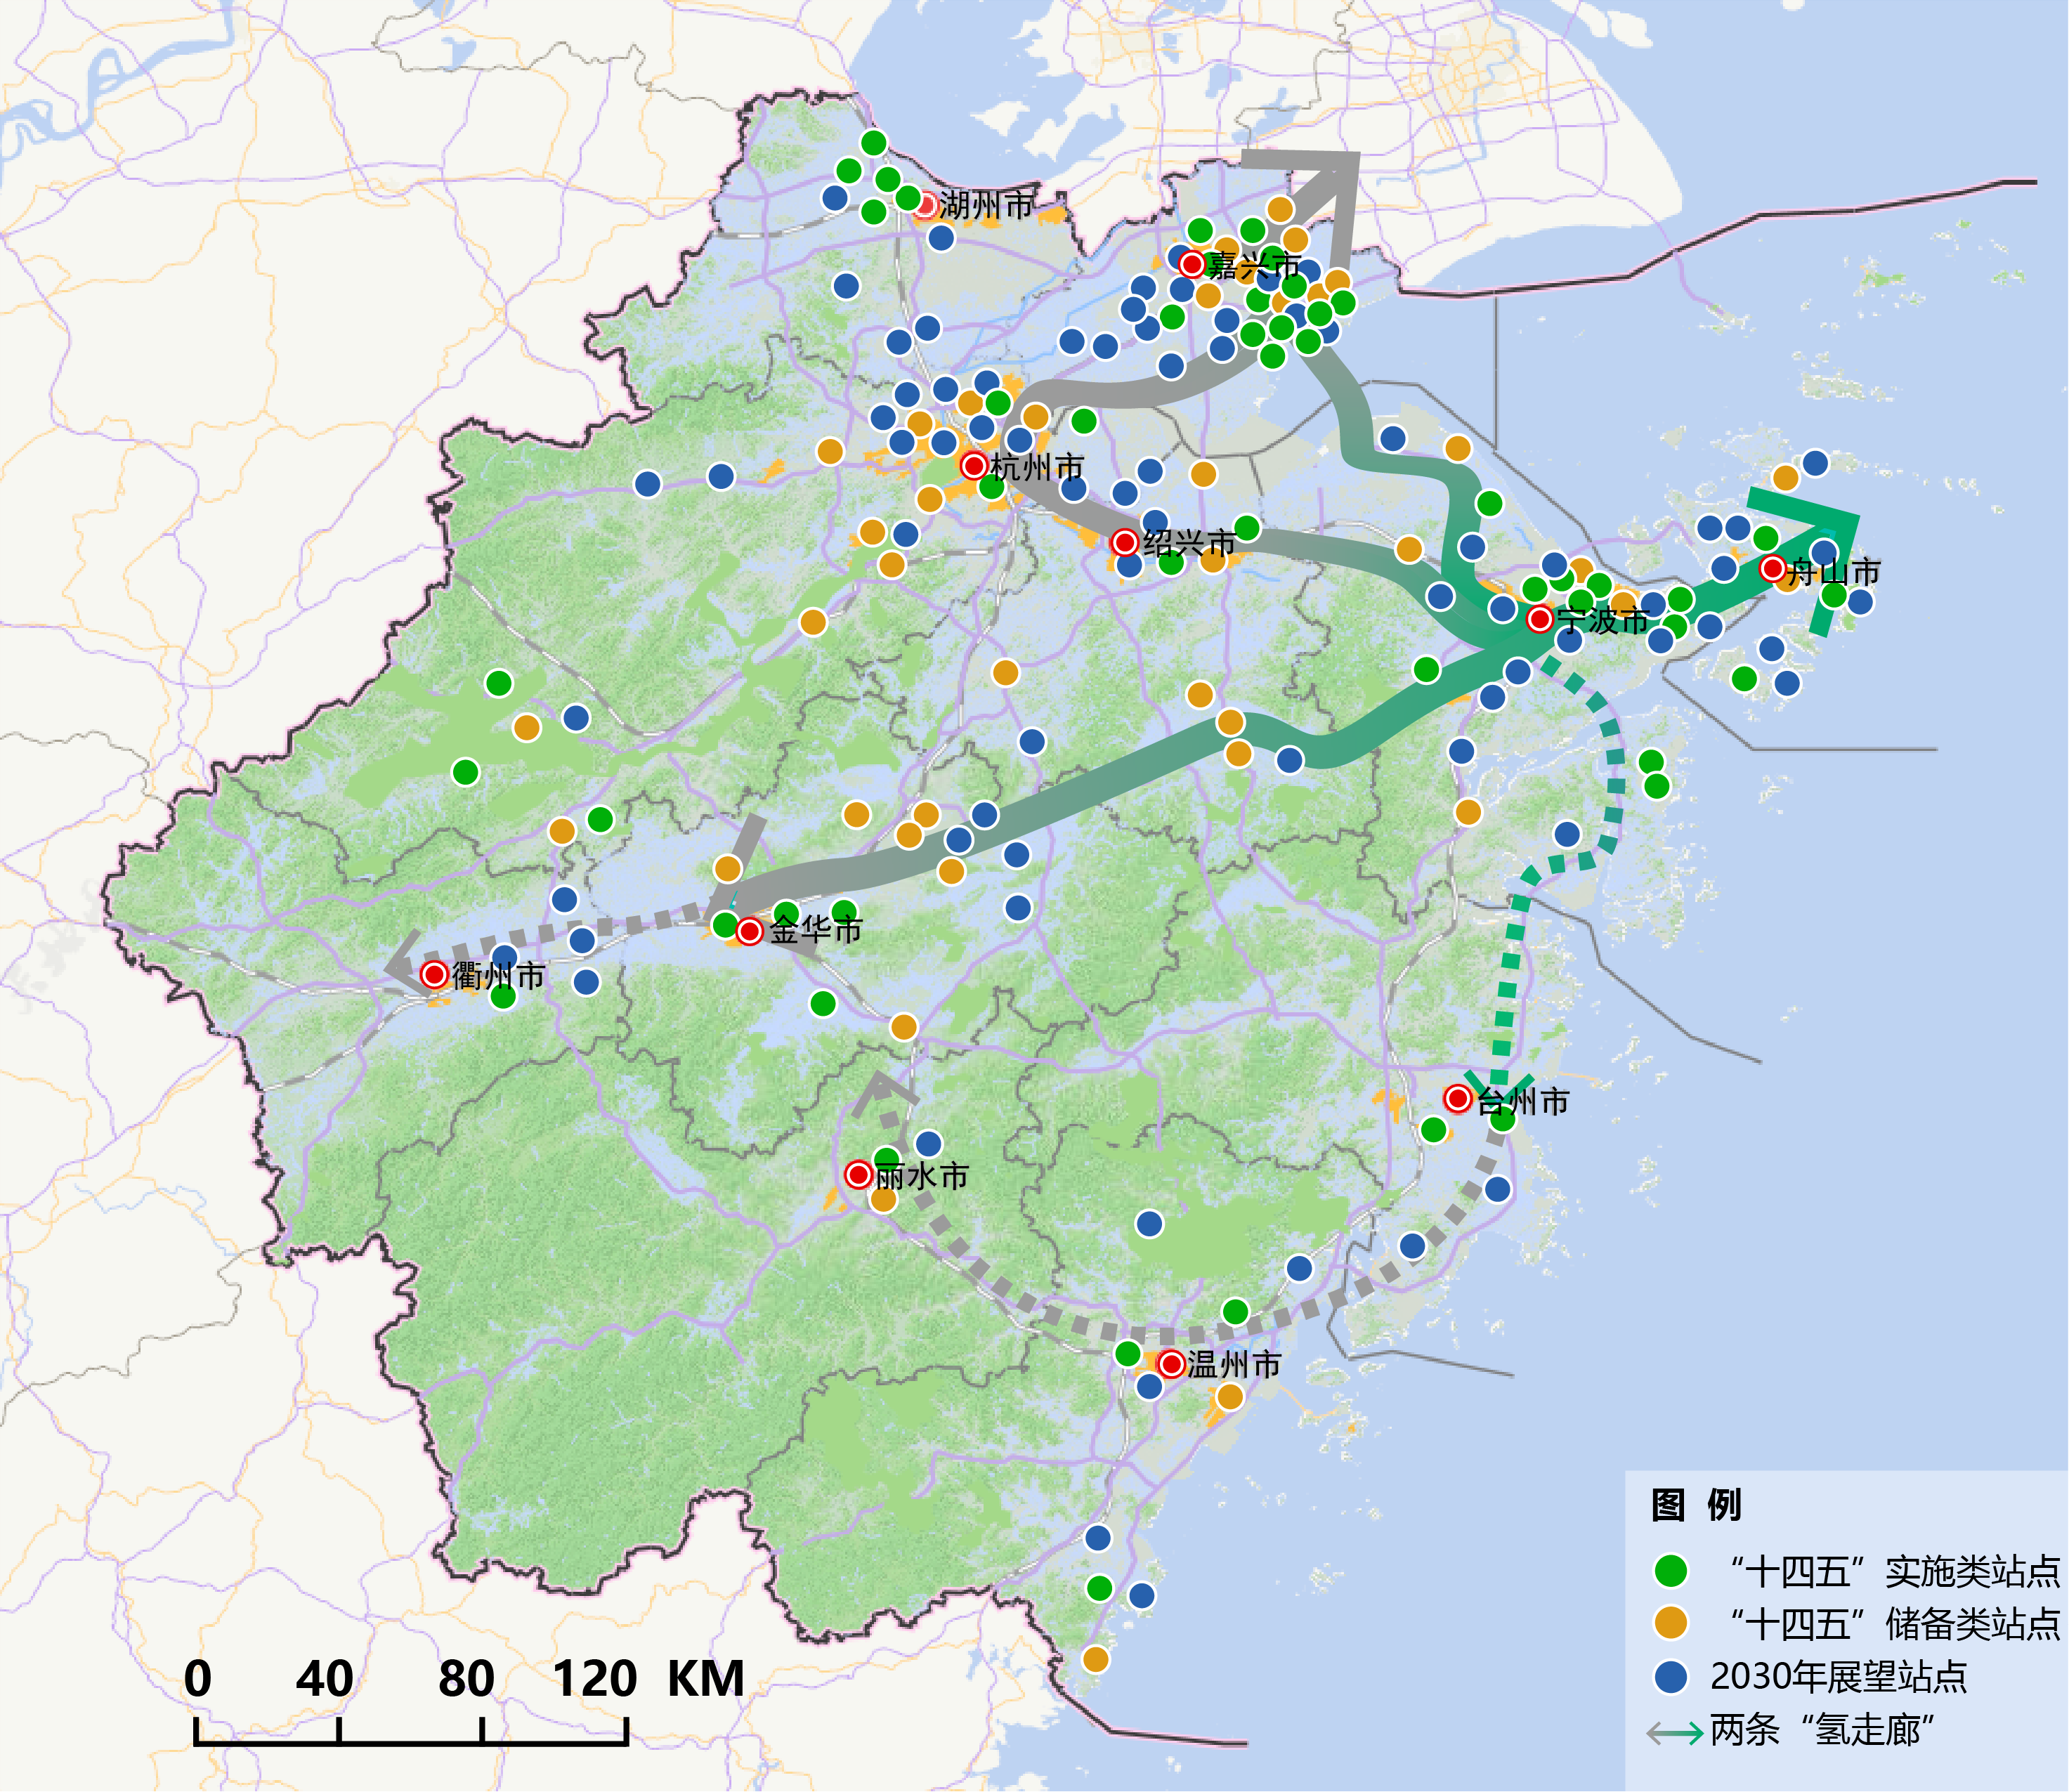 湖州市
嘉兴市
杭州市
绍兴市
舟山市
宁波市
金华市
衢州市
台州市
丽水市
温州市
图 例
“十四五”实施类站点
“十四五”储备类站点
2030年展望站点
两条“氢走廊”
0 40 80 120 KM